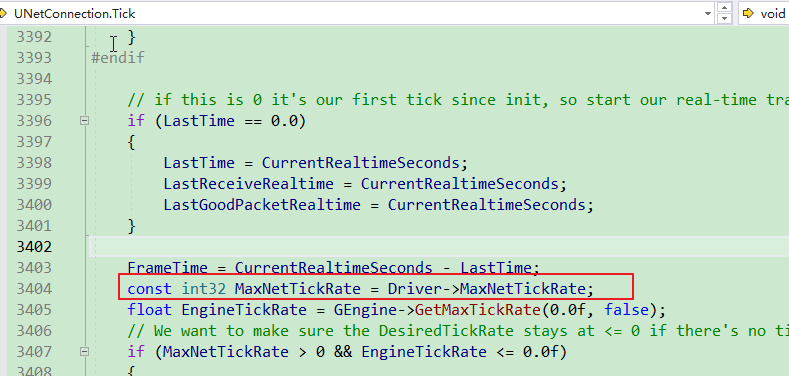 UNetConnection.Tick void
3392 }
3393 #endif
3394
3395 // if this is 0 it's our first tick since init, so start our real-time tra
3396 if (LastTime == 0.0)
3397 {
3398 LastTime = CurrentRealtimeSeconds;
3399 LastReceiveRealtime = CurrentRealtimeSeconds;
3400 LastGoodPacketRealtime = CurrentRealtimeSeconds;
3401 }
3402
3403 FrameTime = CurrentRealtimeSeconds - LastTime;
3404 const int32 MaxNetTickRate = Driver->MaxNetTickRate;
3405 float EngineTickRate = GEngine->GetMaxTickRate(0.0f, false);
3406 // We want to make sure the DesiredTickRate stays at <= 0 if there's no ti
3407 if (MaxNetTickRate > 0 && EngineTickRate <= 0.0f)
3408 {